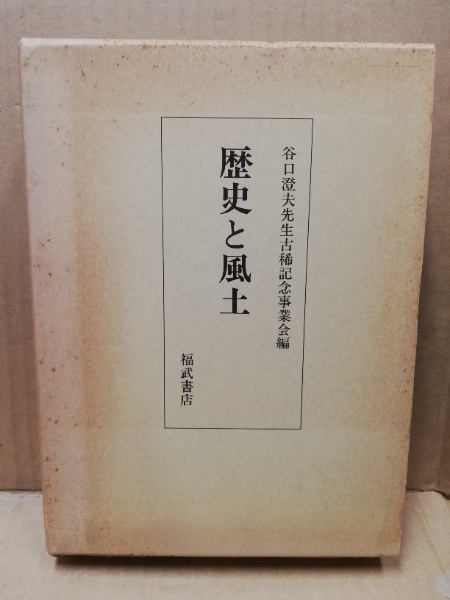 谷口澄夫先生古稀記念事業会編
歴史と風土
福武書店